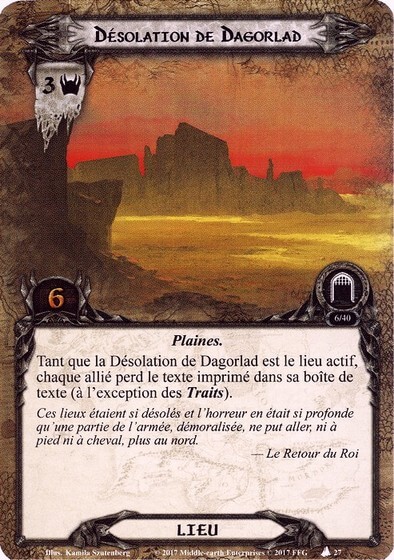 DÉSOLATION DE DAGORLAD
3
6
6/40
Plaines.
Tant que la Désolation de Dagorlad est le lieu actif,
chaque allié perd le texte imprimé dans sa boîte de
texte (à l'exception des Traits).
Ces lieux étaient si désolés et l'horreur en était si profonde
qu'une partie de l'armée, démoralisée, ne put aller, ni à
pied ni à cheval, plus au nord.
— Le Retour du Roi
LIEU
Illus. Kamila Szutenberg © 2017 Middle-earth Enterprises © 2017 FFG 27